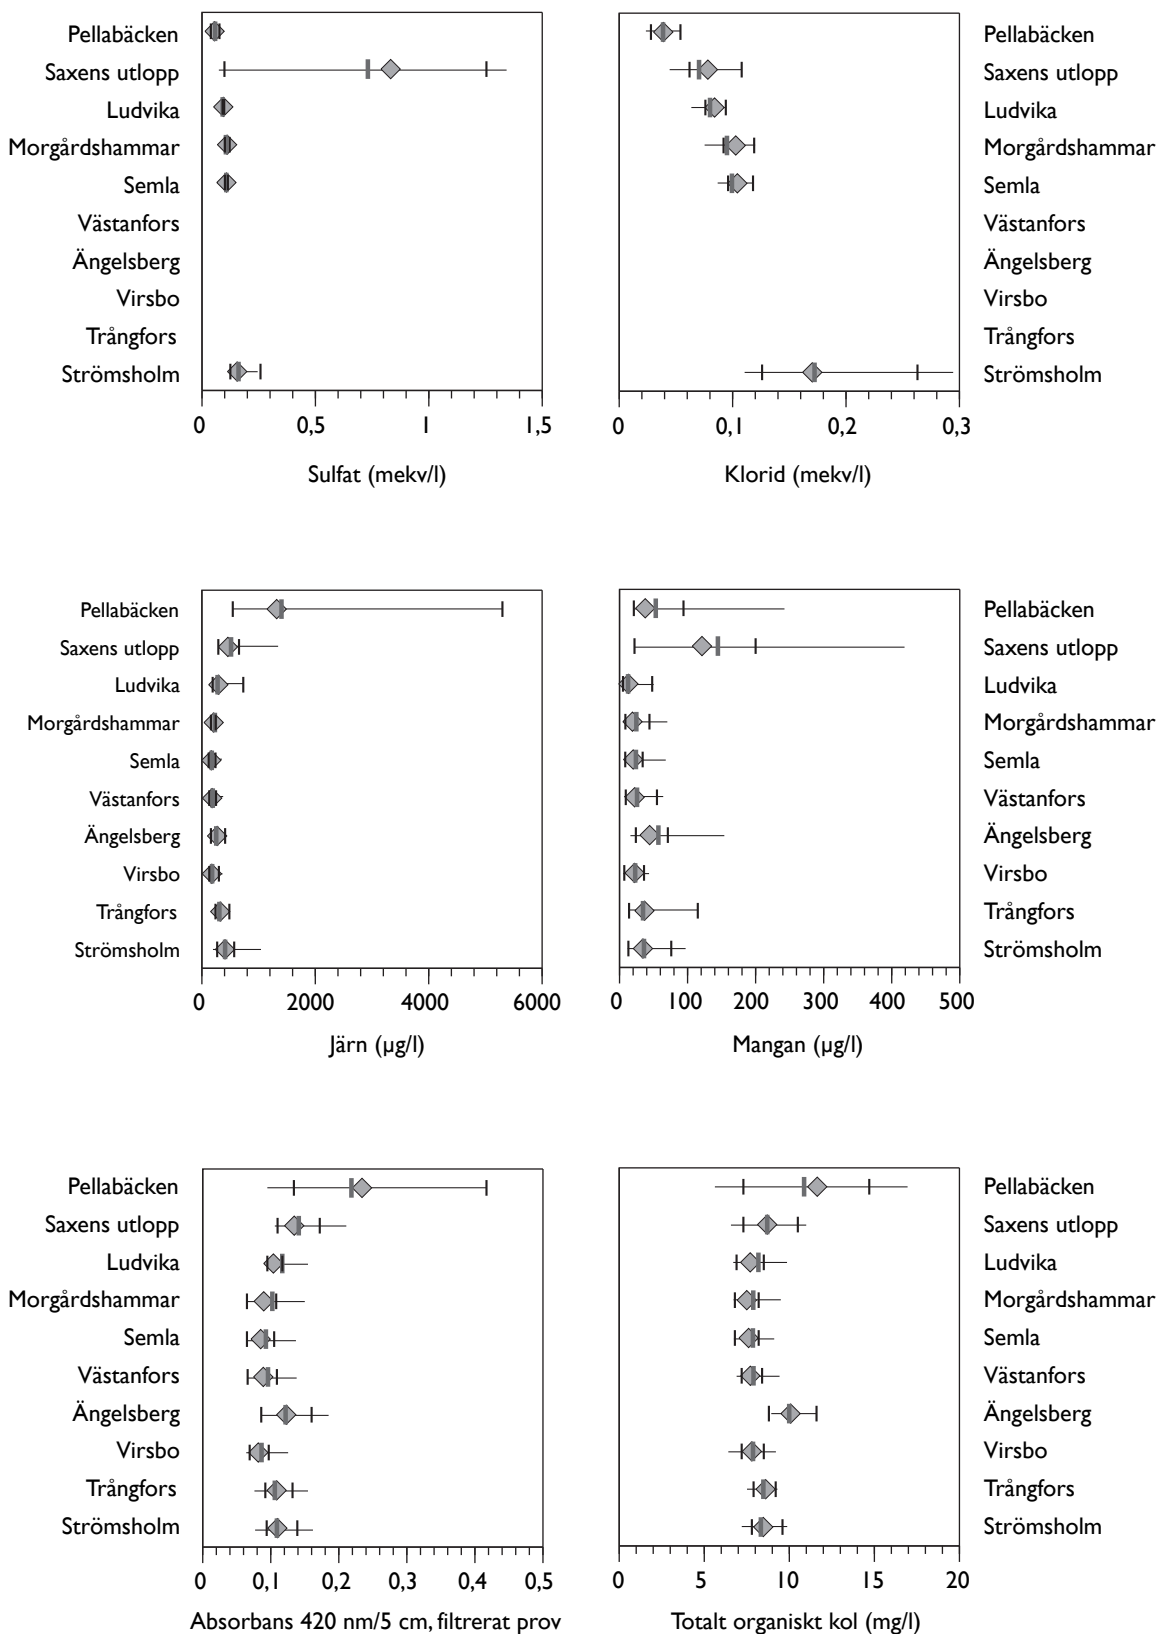 Pellabäcken
Saxens utlopp
Ludvika
Morgårdshammar
Semla
Västanfors
Ängelsberg
Virsbo
Trångfors
Strömsholm
0 0,5 1 1,5
Sulfat (mekv/l)
Pellabäcken
Saxens utlopp
Ludvika
Morgårdshammar
Semla
Västanfors
Ängelsberg
Virsbo
Trångfors
Strömsholm
0 0,1 0,2 0,3
Klorid (mekv/l)
Pellabäcken
Saxens utlopp
Ludvika
Morgårdshammar
Semla
Västanfors
Ängelsberg
Virsbo
Trångfors
Strömsholm
0 2000 4000 6000
Järn (µg/l)
Pellabäcken
Saxens utlopp
Ludvika
Morgårdshammar
Semla
Västanfors
Ängelsberg
Virsbo
Trångfors
Strömsholm
0 100 200 300 400 500
Mangan (µg/l)
Pellabäcken
Saxens utlopp
Ludvika
Morgårdshammar
Semla
Västanfors
Ängelsberg
Virsbo
Trångfors
Strömsholm
0 0,1 0,2 0,3 0,4 0,5
Absorbans 420 nm/5 cm, filtrerat prov
Pellabäcken
Saxens utlopp
Ludvika
Morgårdshammar
Semla
Västanfors
Ängelsberg
Virsbo
Trångfors
Strömsholm
0 5 10 15 20
Totalt organiskt kol (mg/l)